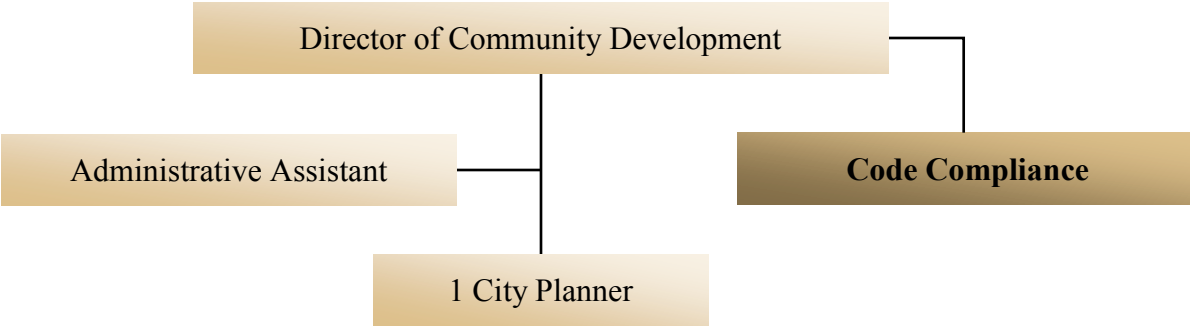 Director of Community Development
Administrative Assistant
Code Compliance
1 City Planner